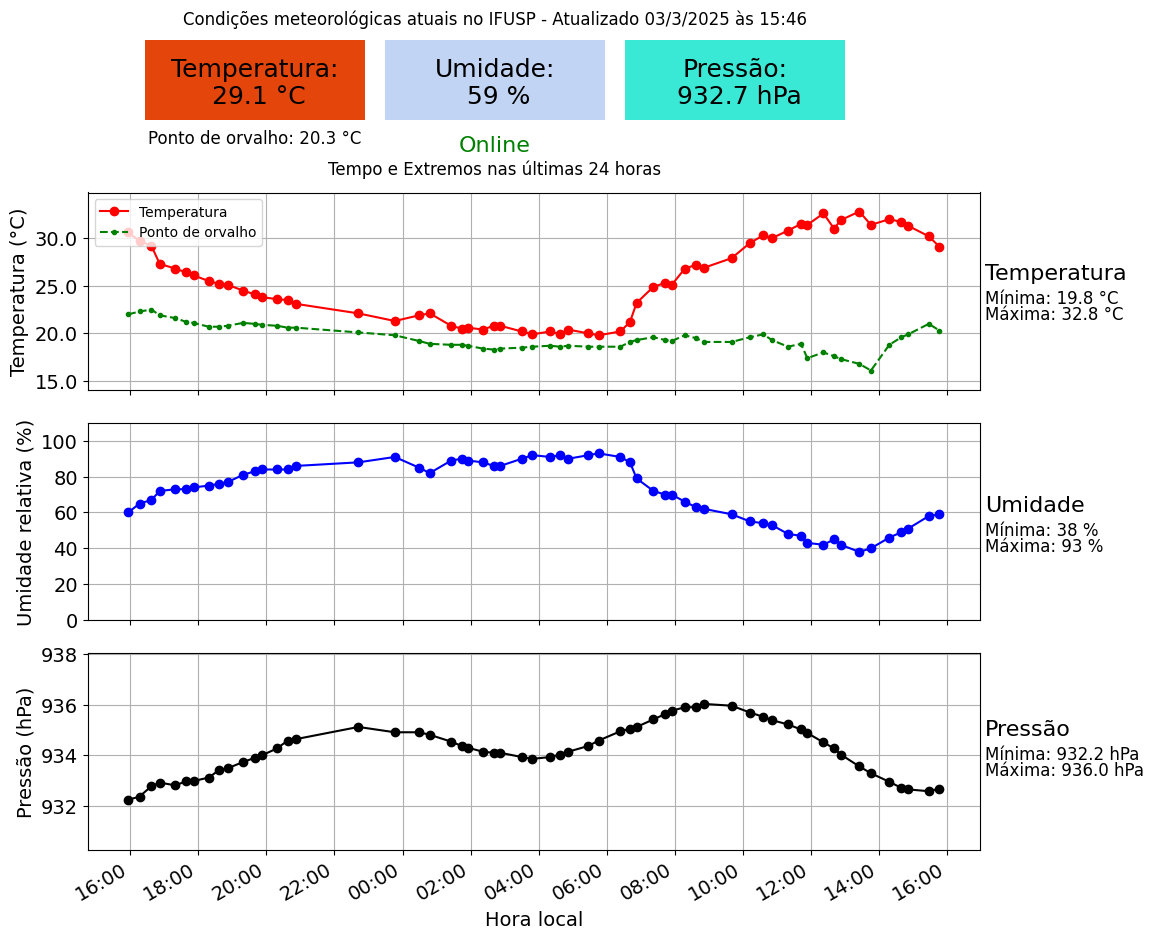 Condições meteorológicas atuais no IFUSP - Atualizado 03/3/2025 às 15:46
Temperatura:
29.1 °C
Umidade:
59 %
Pressão:
932.7 hPa
Ponto de orvalho: 20.3 °C
Online
Tempo e Extremos nas últimas 24 horas
Temperatura (°C)
30.0
25.0
20.0
15.0
Temperatura
Ponto de orvalho
Temperatura
Mínima: 19.8 °C
Máxima: 32.8 °C
Umidade relativa (%)
100
80
60
40
20
0
Umidade
Mínima: 38 %
Máxima: 93 %
Pressão (hPa)
938
936
934
932
Pressão
Mínima: 932.2 hPa
Máxima: 936.0 hPa
16:00
18:00
20:00
22:00
00:00
02:00
04:00
06:00
08:00
10:00
12:00
14:00
16:00
Hora local